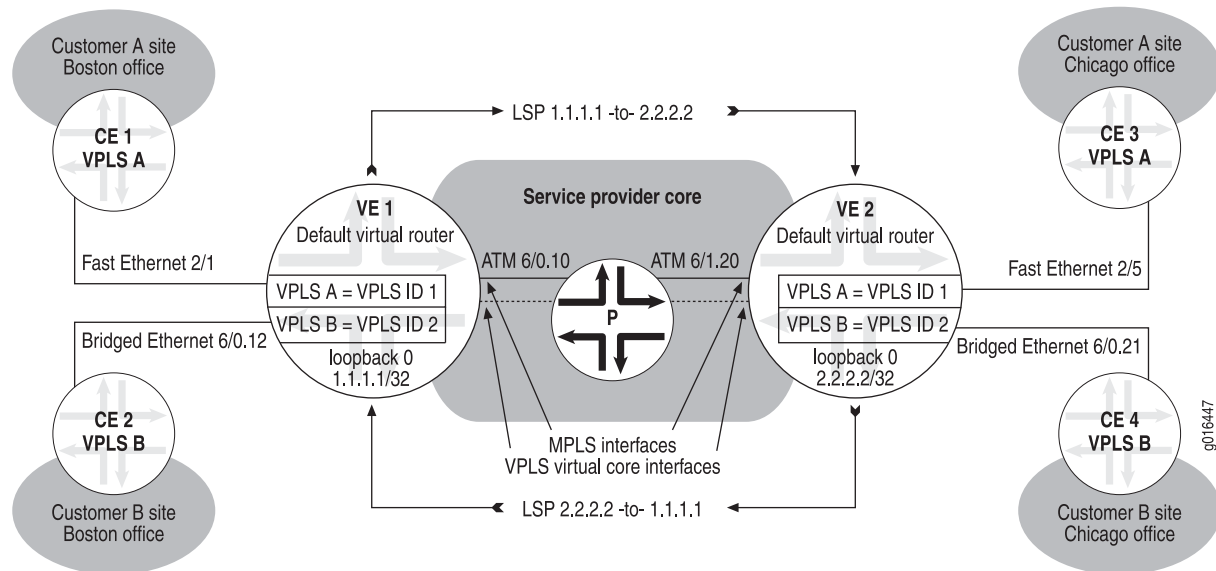 Customer A site
Boston office
CE 1
VPLS A
Fast Ethernet 2/1
Bridged Ethernet 6/0.12
CE 2
VPLS B
Customer B site
Boston office
LSP 1.1.1.1 -to- 2.2.2.2
Service provider core
VE 1
Default virtual router
VPLS A = VPLS ID 1
VPLS B = VPLS ID 2
loopback 0
1.1.1.1/32
ATM 6/0.10
ATM 6/1.20
P
MPLS interfaces
VPLS virtual core interfaces
LSP 2.2.2.2 -to- 1.1.1.1
VE 2
Default virtual router
VPLS A = VPLS ID 1
VPLS B = VPLS ID 2
loopback 0
2.2.2.2/32
Customer A site
Chicago office
CE 3
VPLS A
Fast Ethernet 2/5
Bridged Ethernet 6/0.21
CE 4
VPLS B
Customer B site
Chicago office
g016447